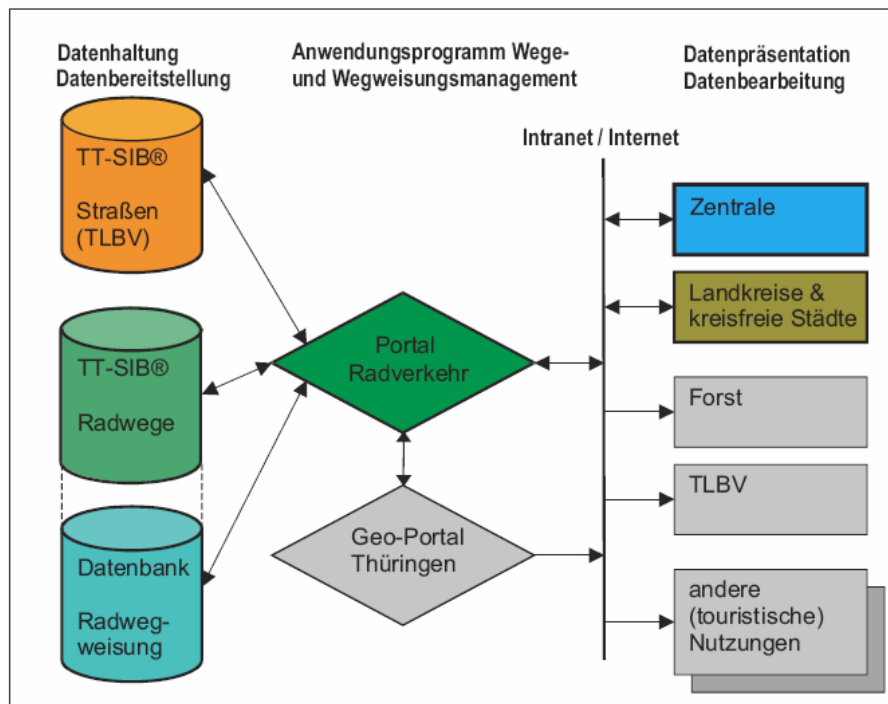 Datenhaltung
Datenbereitstellung
Anwendungsprogramm Wege-
und Wegweisungsmanagement
Datenpräsentation
Datenbearbeitung
Intranet / Internet
TT-SIB®
Straßen
(TLBV)
TT-SIB®
Radwege
Datenbank
Radweg-
weisung
Portal
Radverkehr
Geo-Portal
Thüringen
Zentrale
Landkreise &
kreisfreie Städte
Forst
TLBV
andere
(touristische)
Nutzungen